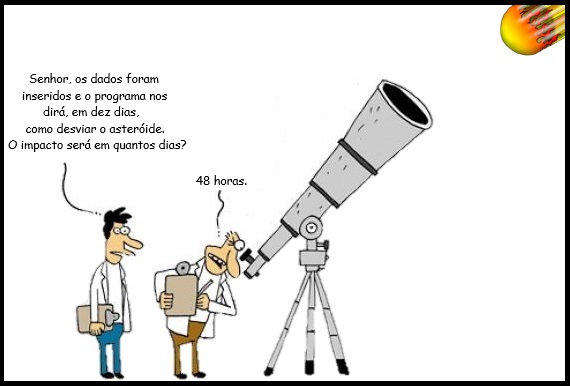 Senhor, os dados foram
inseridos e o programa nos
dirá, em dez dias,
como desviar o asteróide.
O impacto será em quantos dias?
48 horas.